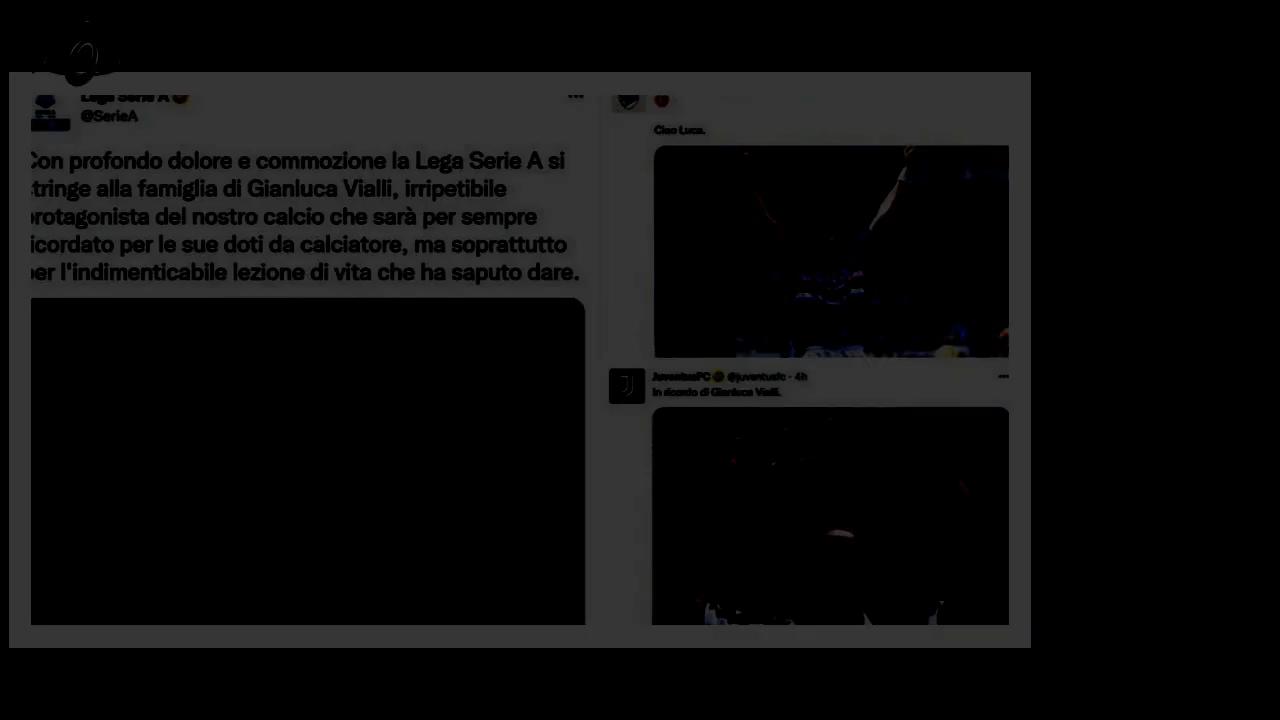 Lega Serie A
@SerieA
Con profondo dolore e commozione la Lega Serie A si
stringe alla famiglia di Gianluca Vialli, irripetibile
protagonista del nostro calcio che sarà per sempre
ricordato per le sue doti da calciatore, ma soprattutto
per l'indimenticabile lezione di vita che ha saputo dare.
Ciao Luca.
JuventusFC @juventusfc · 4h
In ricordo di Gianluca Vialli.